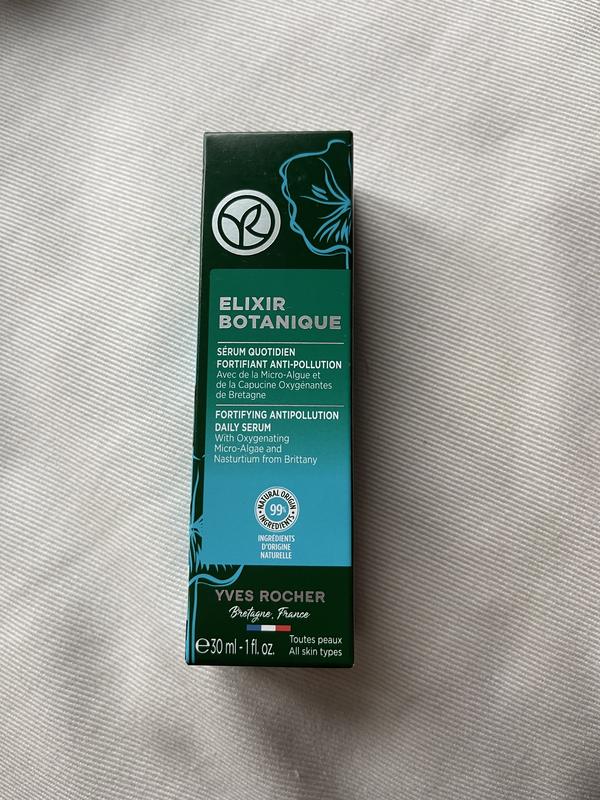 ELIXIR
BOTANIQUE
SÉRUM QUOTIDIEN
FORTIFIANT ANTI-POLLUTION
Avec de la Micro-Algue et
de la Capucine Oxygénantes
de Bretagne
FORTIFYING ANTIPOLLUTION
DAILY SERUM
With Oxygenating
Micro-Algae and
Nasturtium from Brittany
NATURAL ORIGIN
99%
INGREDIENTS
INGRÉDIENTS
D'ORIGINE
NATURELLE
YVES ROCHER
Bretagne, France
℮30 ml - 1 fl. oz.
Toutes peaux
All skin types